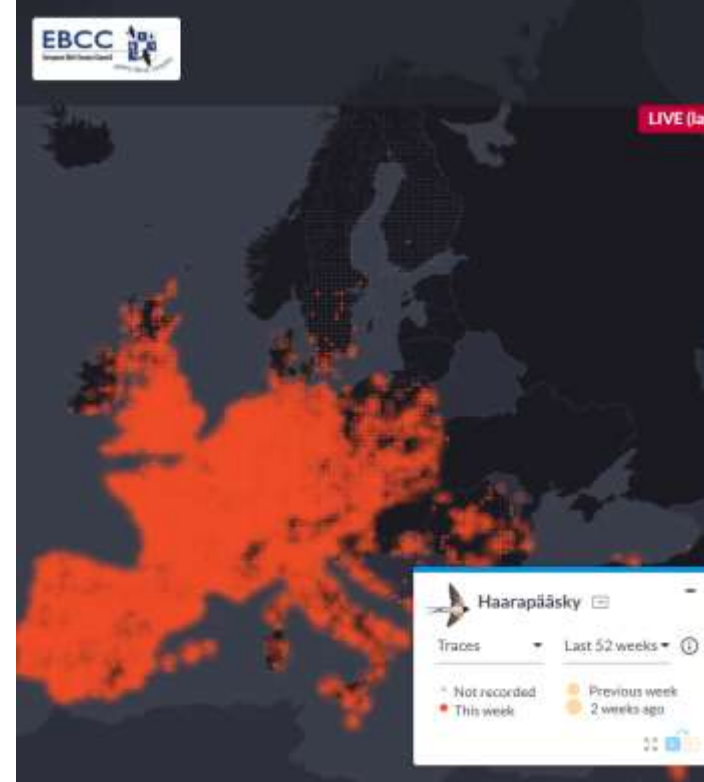 EBCC
LIVE (la
Haarapääsky
Traces
Last 52 weeks
Not recorded
Previous week
This week
2 weeks ago